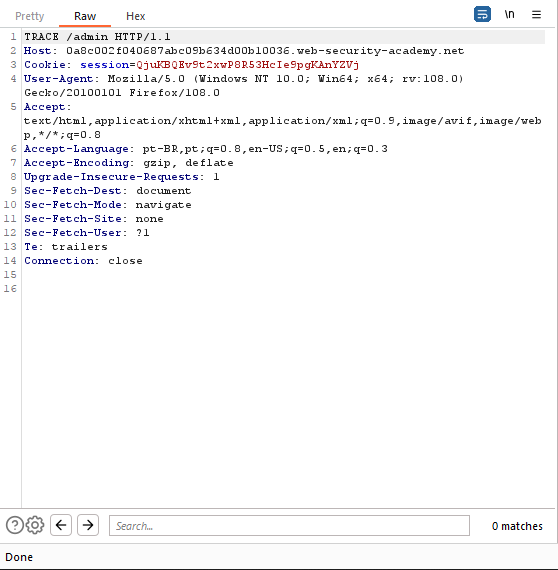 Pretty Raw Hex \n
1 TRACE /admin HTTP/1.1
2 Host: 0a8c002f040687abc09b634d00b10036.web-security-academy.net
3 Cookie: session=QjuKBQEv9t2xwP8R53HcIe9pgKAnYZVj
4 User-Agent: Mozilla/5.0 (Windows NT 10.0; Win64; x64; rv:108.0)
Gecko/20100101 Firefox/108.0
5 Accept:
text/html,application/xhtml+xml,application/xml;q=0.9,image/avif,image/web
p,*/*;q=0.8
6 Accept-Language: pt-BR,pt;q=0.8,en-US;q=0.5,en;q=0.3
7 Accept-Encoding: gzip, deflate
8 Upgrade-Insecure-Requests: 1
9 Sec-Fetch-Dest: document
10 Sec-Fetch-Mode: navigate
11 Sec-Fetch-Site: none
12 Sec-Fetch-User: ?1
13 Te: trailers
14 Connection: close
15
16
Search... 0 matches
Done